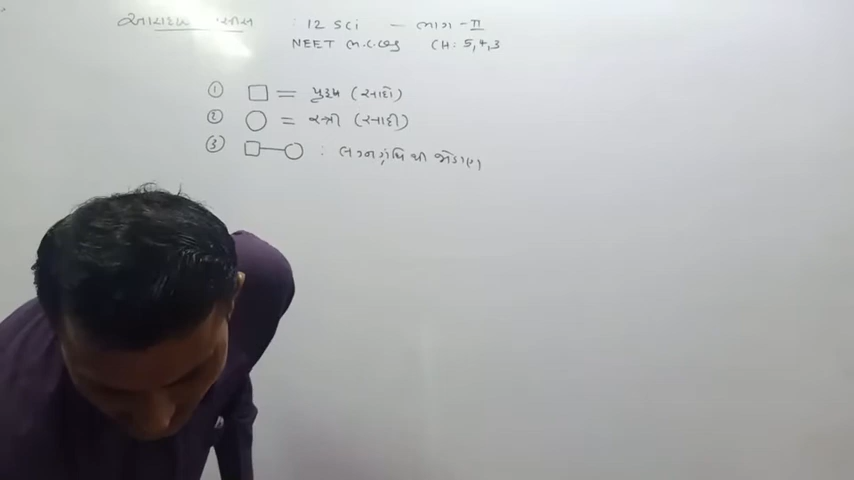 12 Sci - ભાગ - II
NEET મ.સ.ટેસ્ટ CH: 5,4,3
① = પુરૂષ (સાદો)
② = સ્ત્રી (સાદી)
③ : લગ્નગ્રંથિ થી જોડાણ